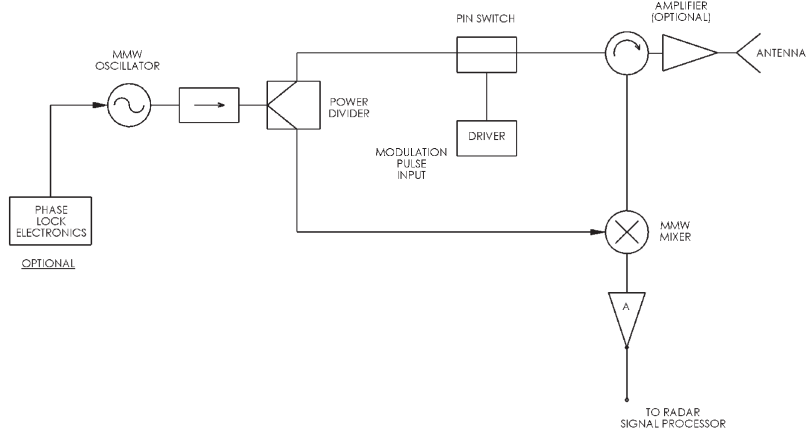 AMPLIFIER
(OPTIONAL)
PIN SWITCH
ANTENNA
MMW
OSCILLATOR
POWER
DIVIDER
DRIVER
MODULATION
PULSE
INPUT
PHASE
LOCK
ELECTRONICS
OPTIONAL
MMW
MIXER
A
TO RADAR
SIGNAL PROCESSOR